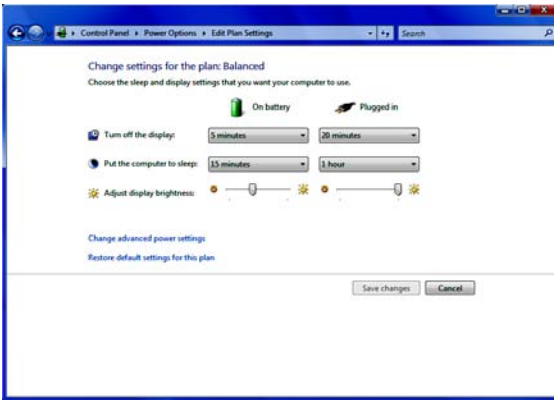 Control Panel ▸ Power Options ▸ Edit Plan Settings
Search
Change settings for the plan: Balanced
Choose the sleep and display settings that you want your computer to use.
On battery Plugged in
Turn off the display: 5 minutes 20 minutes
Put the computer to sleep: 15 minutes 1 hour
Adjust display brightness:
Change advanced power settings
Restore default settings for this plan
Save changes Cancel